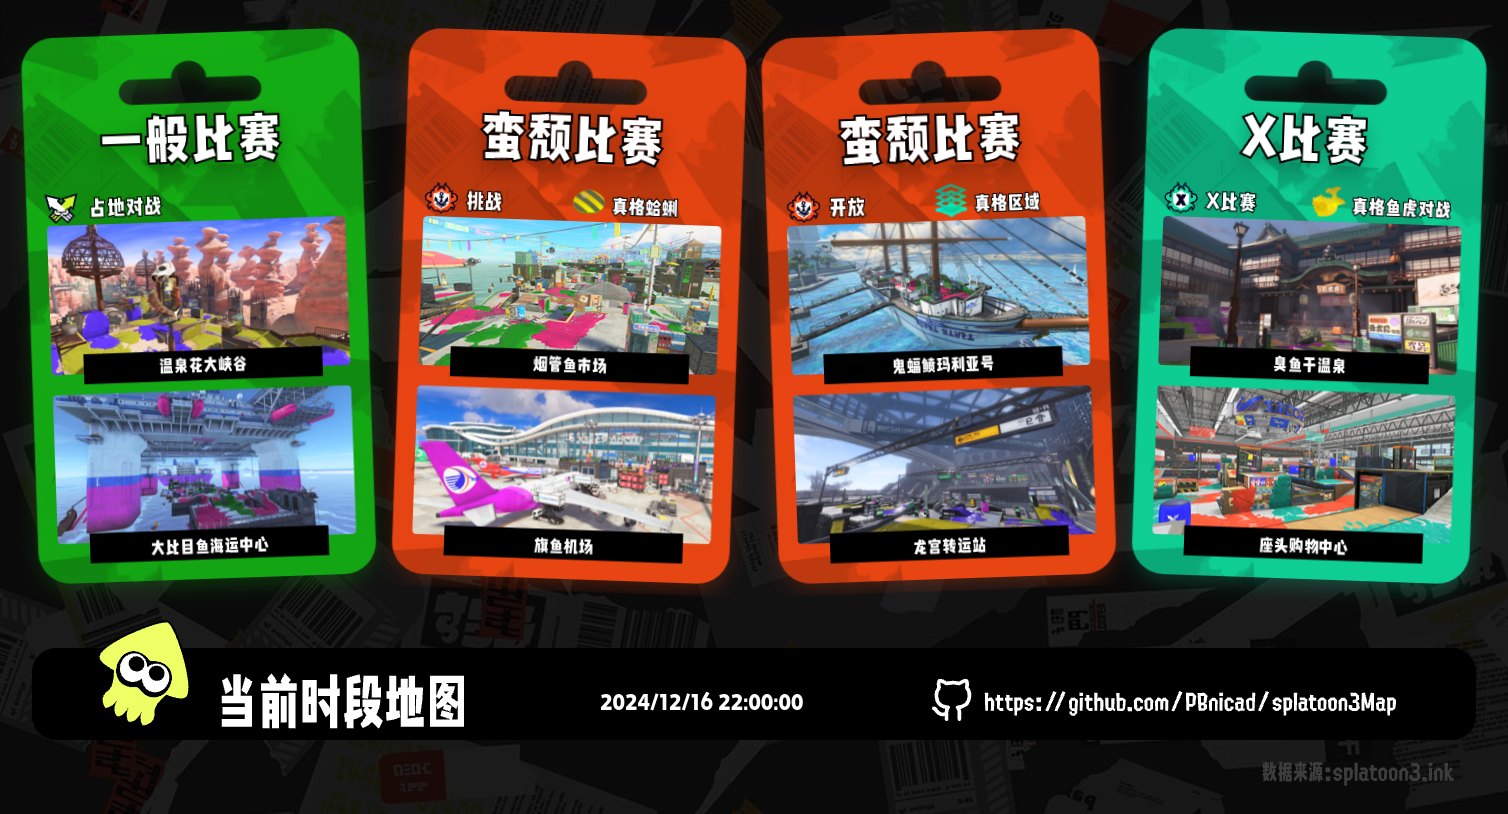 一般比赛
占地对战
温泉花大峡谷
大比目鱼海运中心
蛮颓比赛
挑战
真格蛤蜊
烟管鱼市场
旗鱼机场
蛮颓比赛
开放
真格区域
鬼蝠鲼玛利亚号
龙宫转运站
X比赛
X比赛
真格鱼虎对战
臭鱼干温泉
座头购物中心
当前时段地图
2024/12/16 22:00:00
https://github.com/PBnicad/splatoon3Map
数据来源:splatoon3.ink